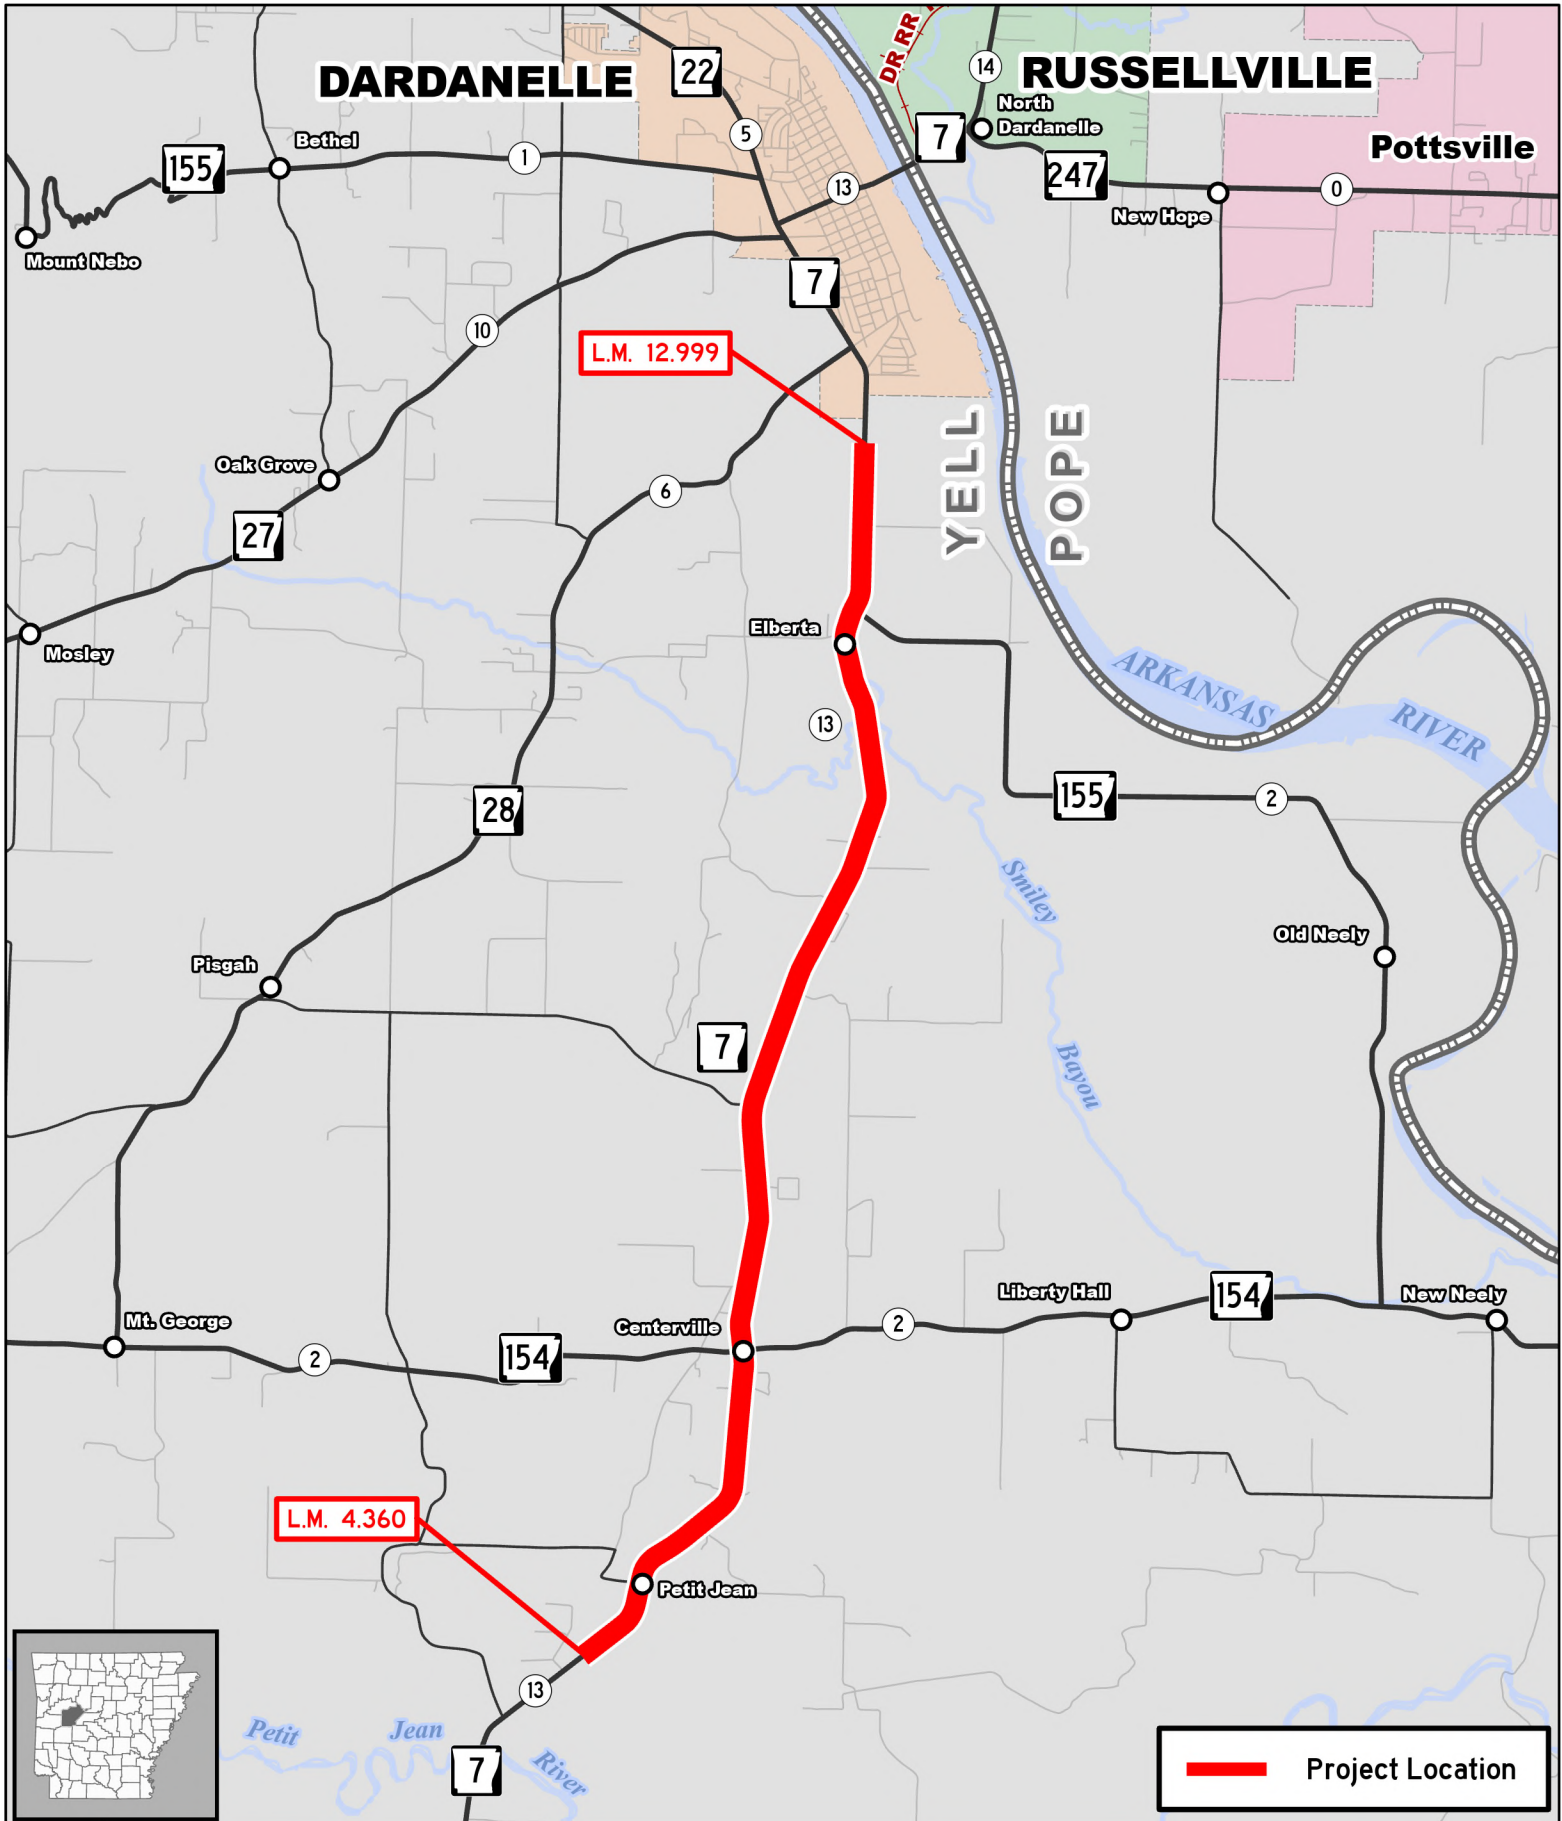 DR RR
22
14
RUSSELLVILLE
DARDANELLE
North
Dardanelle
5
7
Bethel
Pottsville
155
1
247
13
0
New Hope
Mount Nebo
7
10
L.M. 12.999
YELL
POPE
Oak Grove
6
27
Elberta
Mosley
ARKANSAS
RIVER
13
155
2
28
Smiley
Old Neely
Pisgah
7
Bayou
Liberty Hall
154
New Neely
Mt. George
Centerville
2
2
154
L.M. 4.360
Petit Jean
13
Petit
Jean
River
7
Project Location